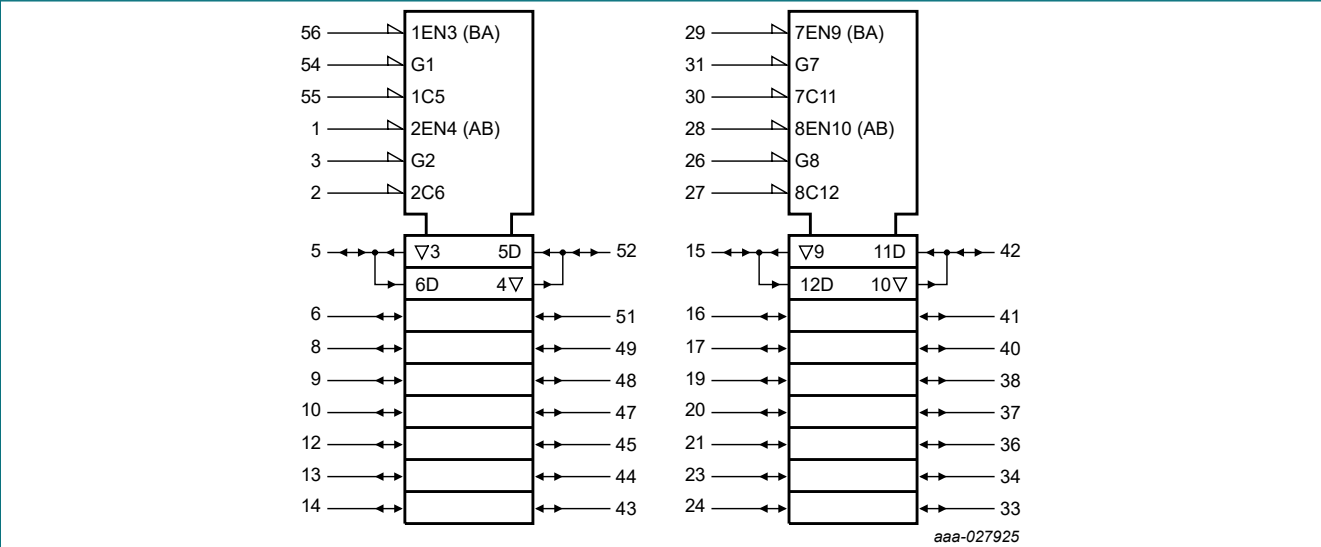 56 1EN3 (BA) 29 7EN9 (BA)
54 G1 31 G7
55 1C5 30 7C11
1 2EN4 (AB) 28 8EN10 (AB)
3 G2 26 G8
2 2C6 27 8C12
5 ▽3 5D 52 15 ▽9 11D 42
6D 4▽ 12D 10▽
6 51 16 41
8 49 17 40
9 48 19 38
10 47 20 37
12 45 21 36
13 44 23 34
14 43 24 33
aaa-027925